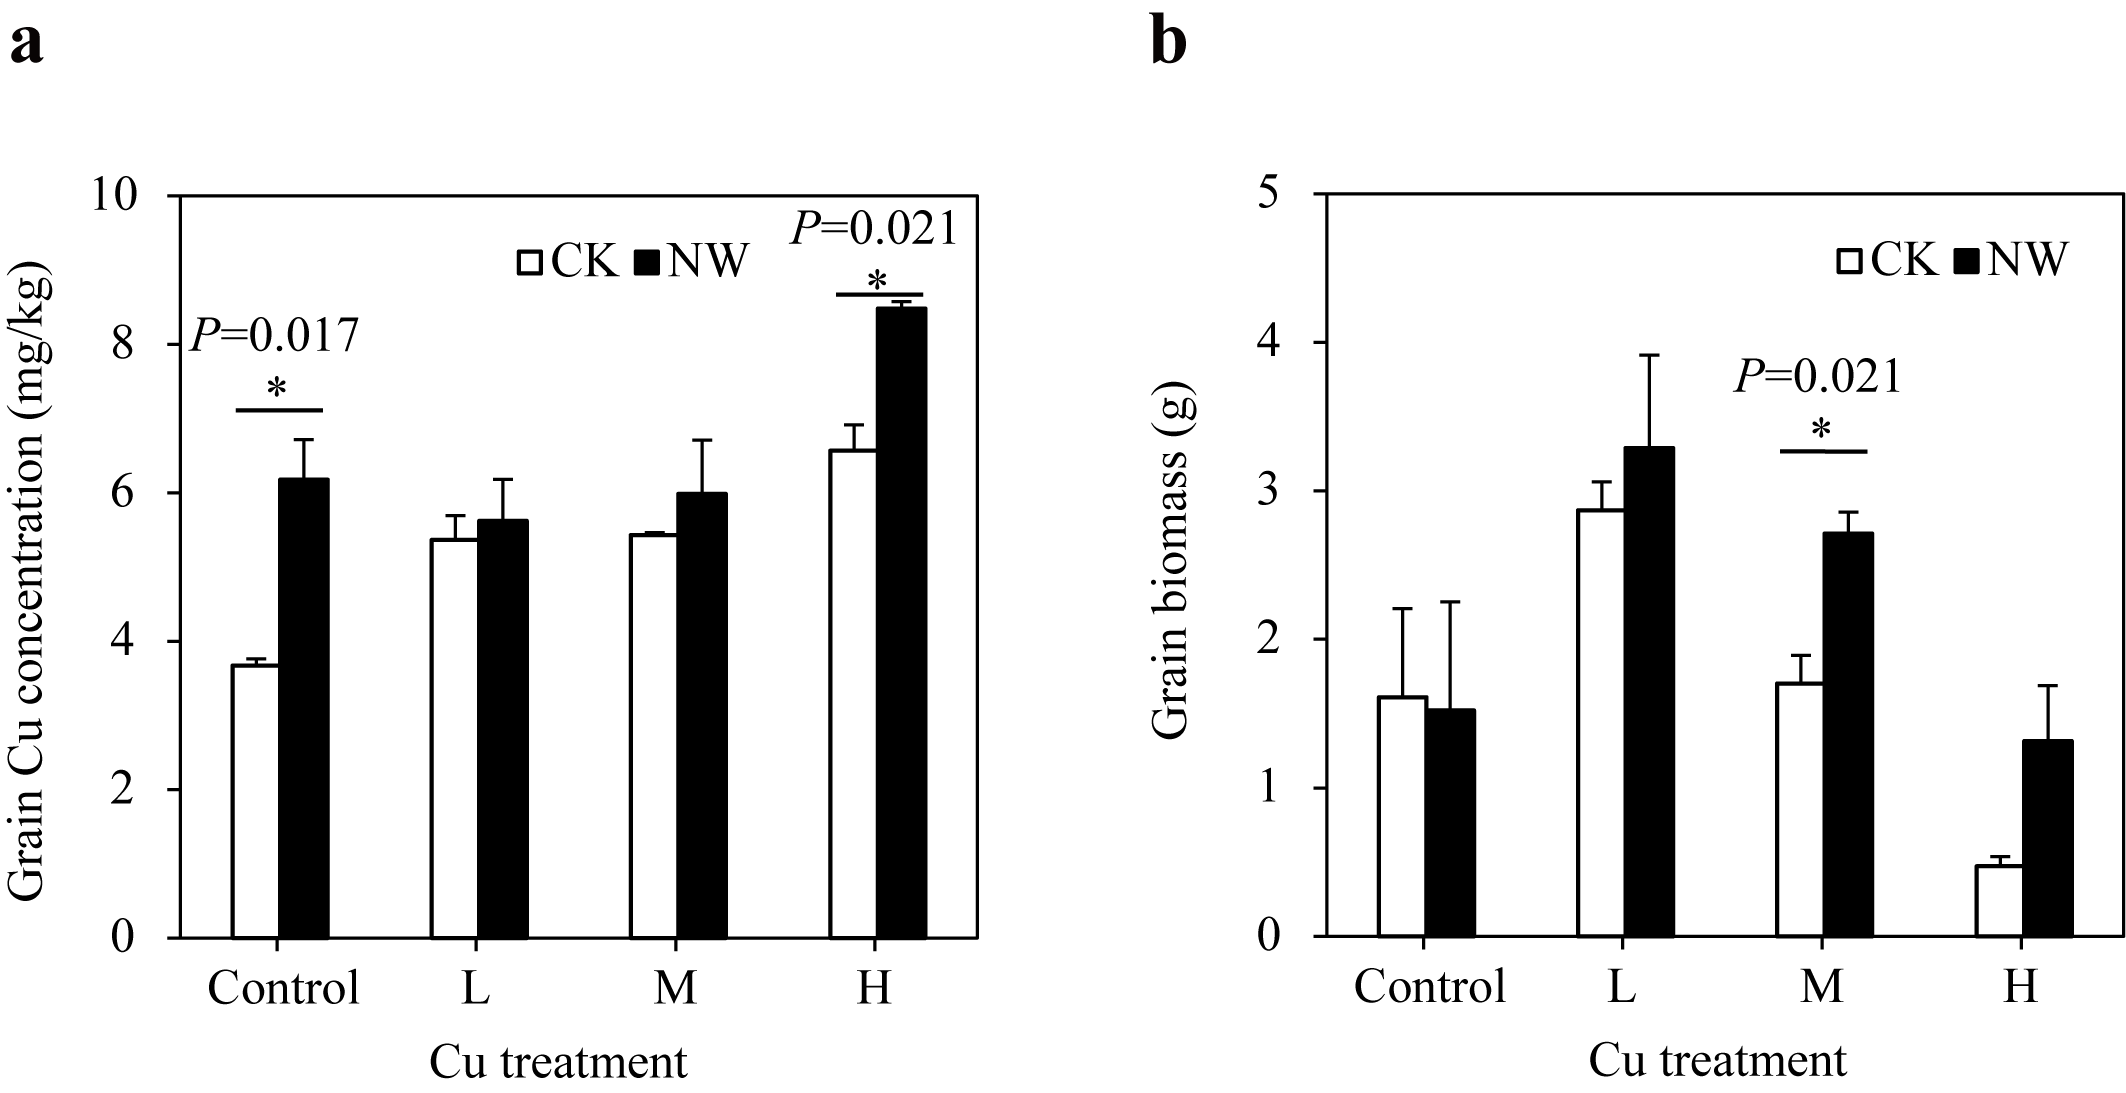 a
Grain Cu concentration (mg/kg)
10
8
6
4
2
0
CK NW
P=0.017
*
P=0.021
*
Control L M H
Cu treatment
b
Grain biomass (g)
5
4
3
2
1
0
CK NW
P=0.021
*
Control L M H
Cu treatment